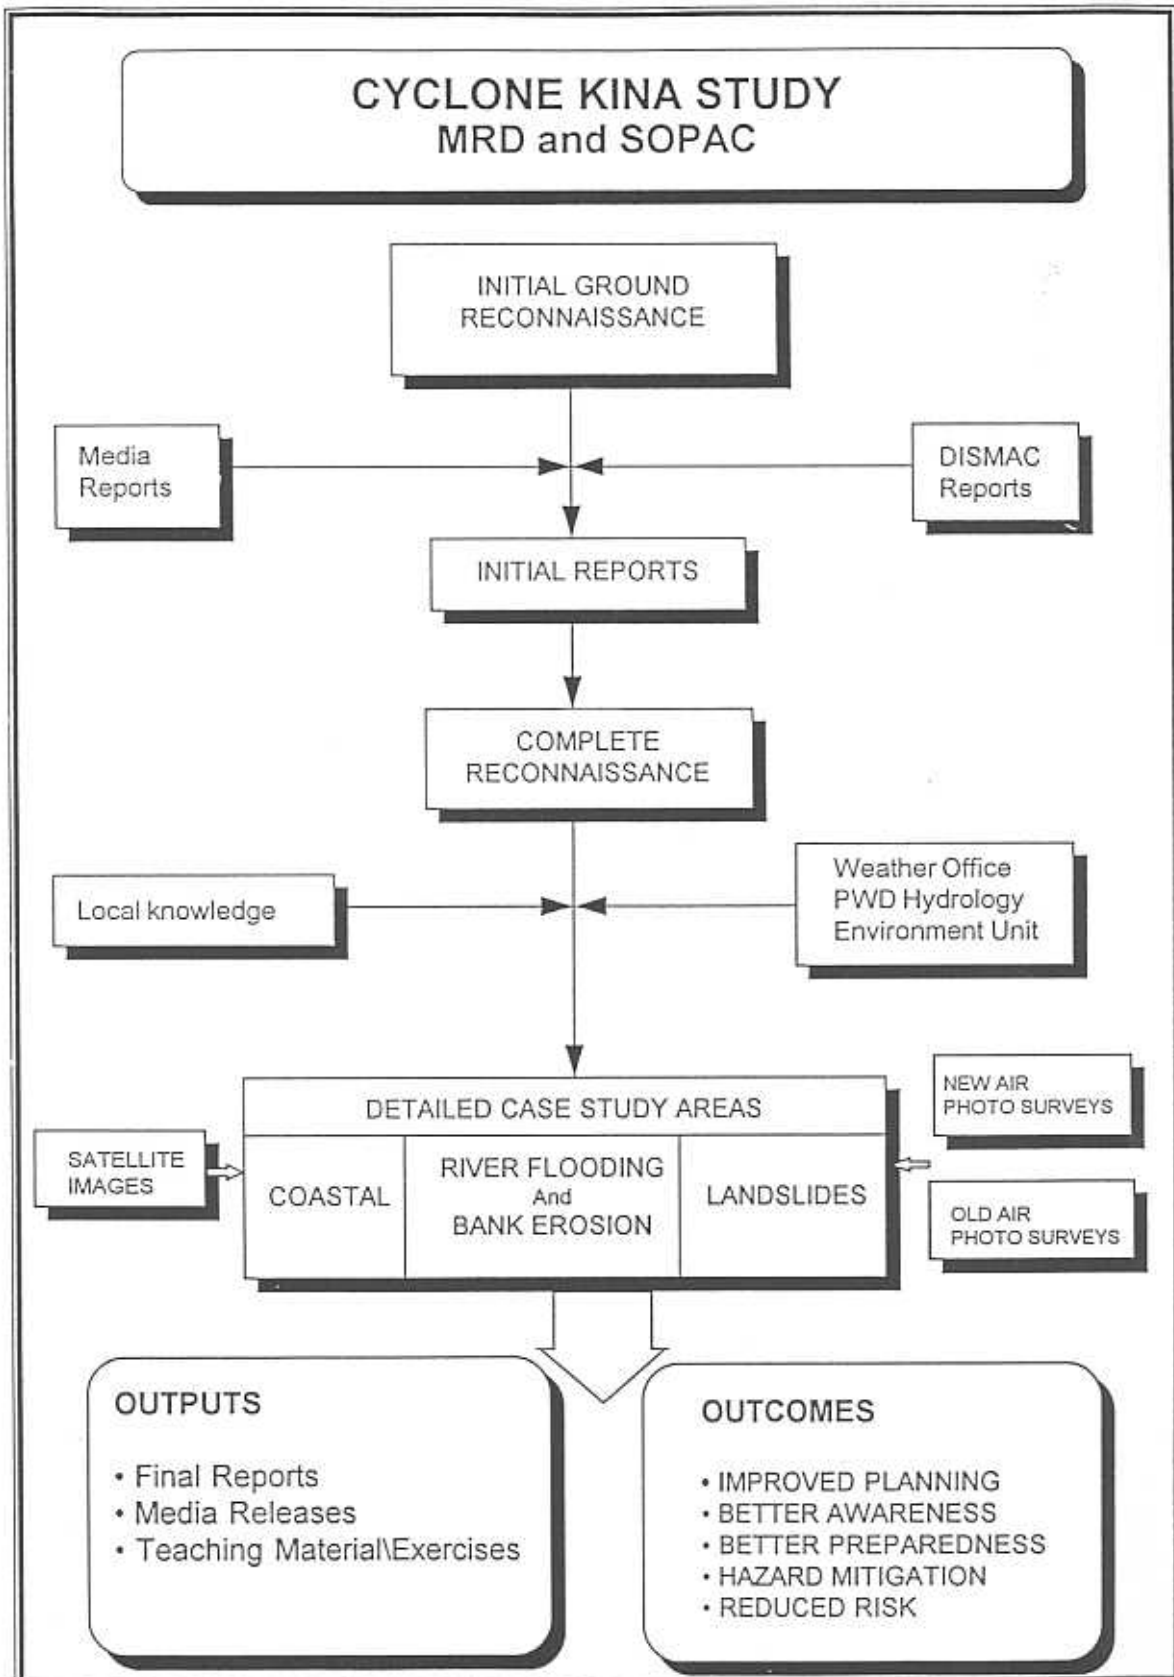 CYCLONE KINA STUDY
MRD and SOPAC
INITIAL GROUND
RECONNAISSANCE
Media
Reports
DISMAC
Reports
INITIAL REPORTS
COMPLETE
RECONNAISSANCE
Local knowledge
Weather Office
PWD Hydrology
Environment Unit
DETAILED CASE STUDY AREAS
NEW AIR
PHOTO SURVEYS
SATELLITE
IMAGES
COASTAL
RIVER FLOODING
And
BANK EROSION
LANDSLIDES
OLD AIR
PHOTO SURVEYS
OUTPUTS
• Final Reports
• Media Releases
• Teaching Material\Exercises
OUTCOMES
• IMPROVED PLANNING
• BETTER AWARENESS
• BETTER PREPAREDNESS
• HAZARD MITIGATION
• REDUCED RISK